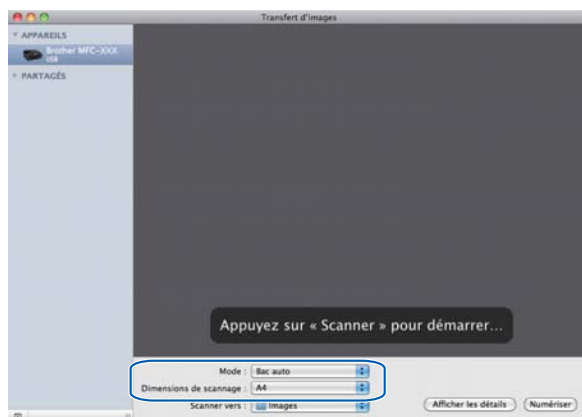 Transfert d'images
APPAREILS
Brother MFC-XXX
USB
PARTAGÉS
Appuyez sur « Scanner » pour démarrer...
Mode : Bac auto
Dimensions de scannage : A4
Scanner vers : Images
Afficher les détails
Numériser